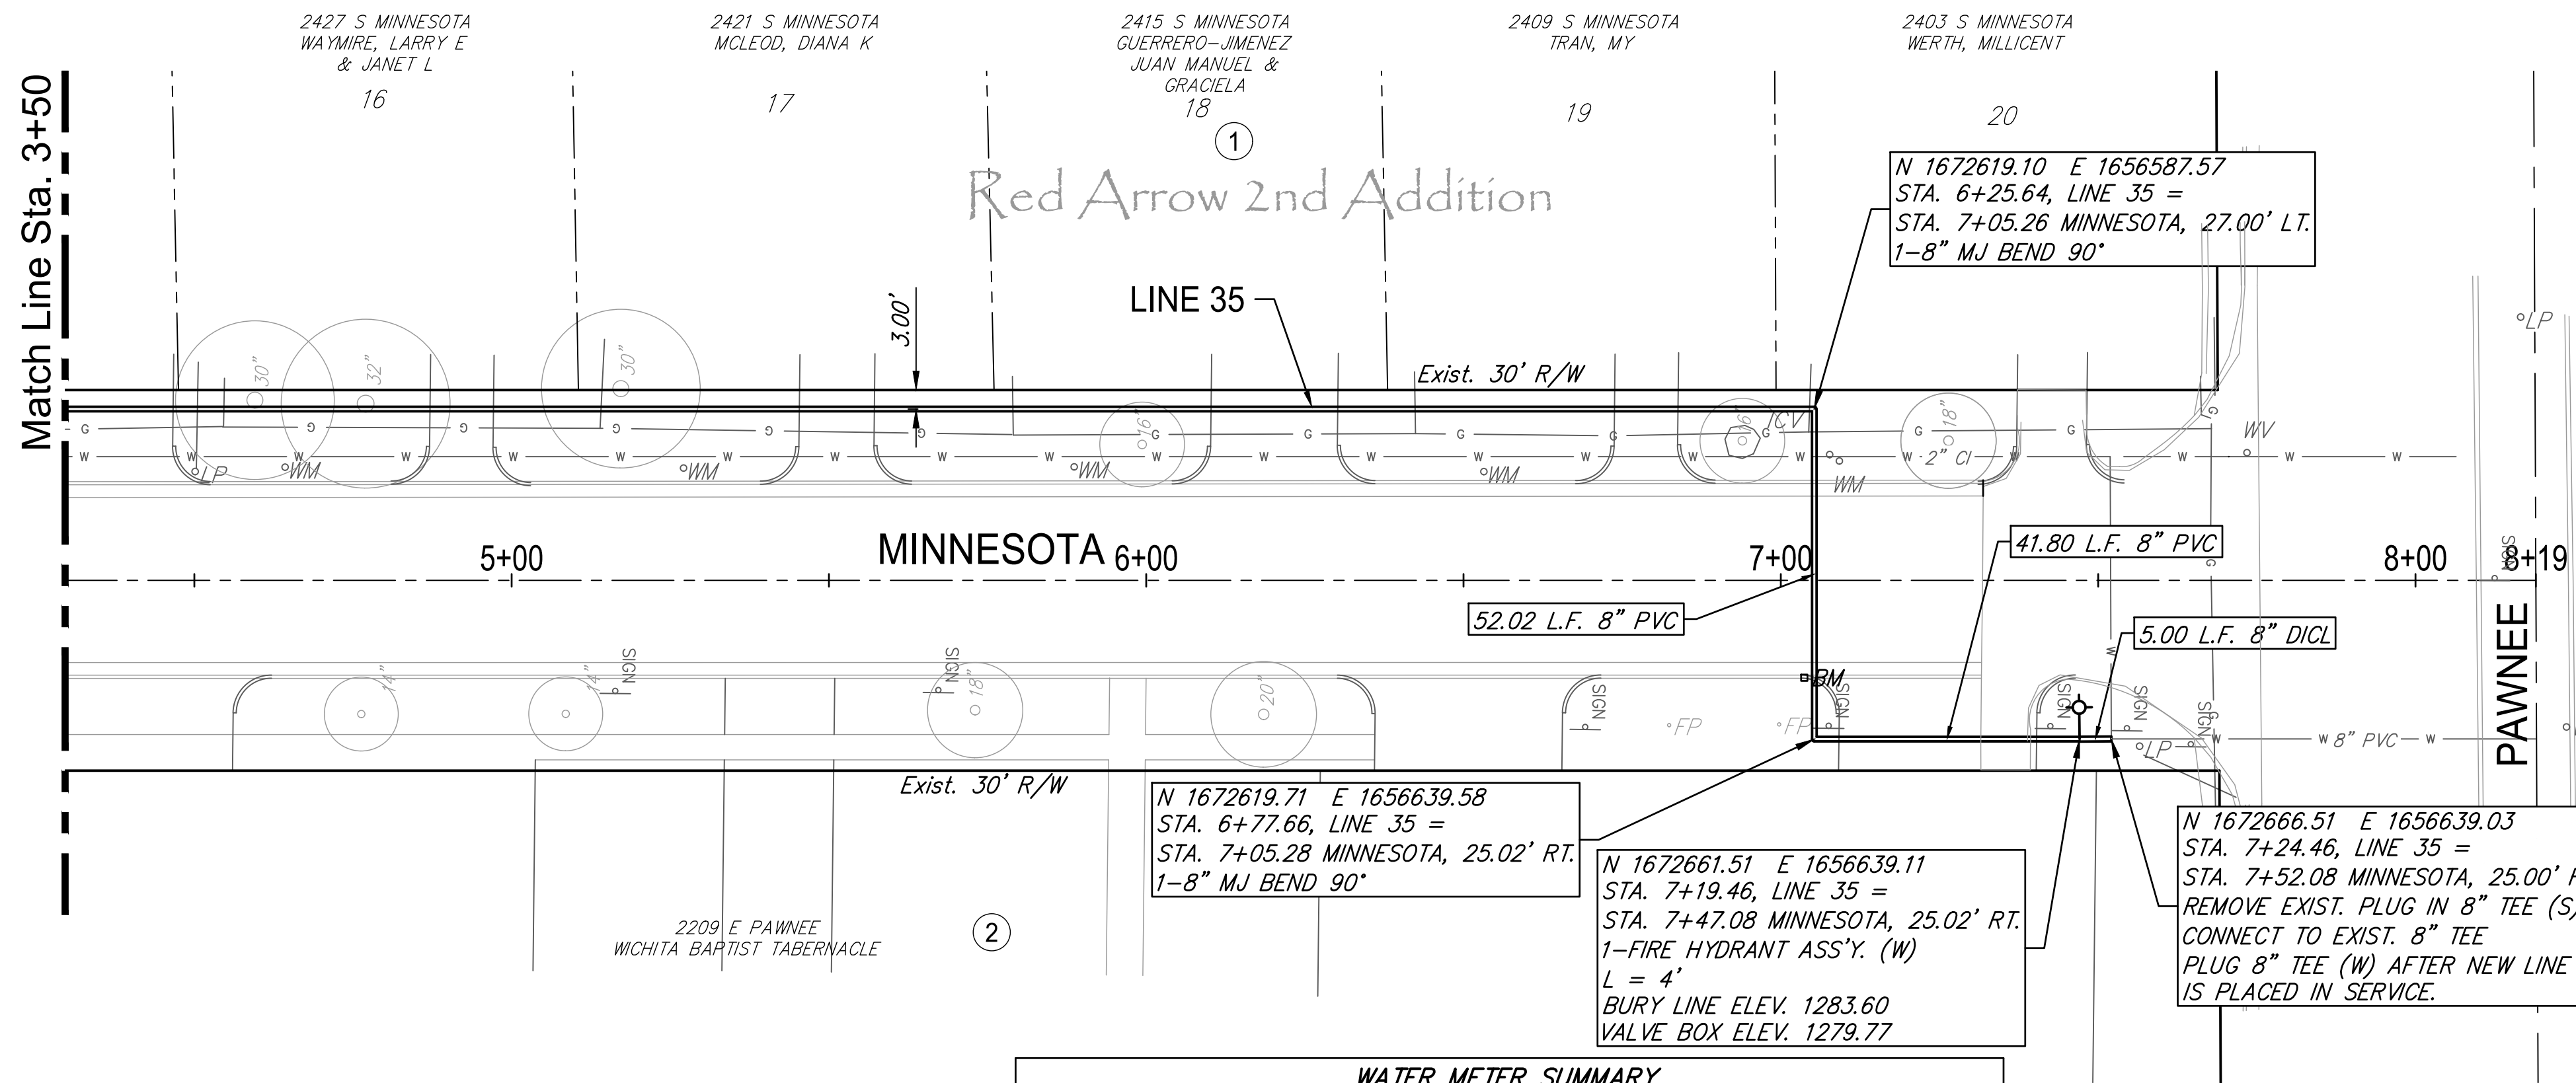 2427 S MINNESOTA
WAYMIRE, LARRY E
& JANET L
16
2421 S MINNESOTA
MCLEOD, DIANA K
17
2415 S MINNESOTA
GUERRERO-JIMENEZ
JUAN MANUEL &
GRACIELA
18
2409 S MINNESOTA
TRAN, MY
19
2403 S MINNESOTA
WERTH, MILLICENT
20
1
Red Arrow 2nd Addition
Match Line Sta. 3+50
N 1672619.10 E 1656587.57
STA. 6+25.64, LINE 35 =
STA. 7+05.26 MINNESOTA, 27.00' LT.
1-8" MJ BEND 90°
LINE 35
3.00'
Exist. 30' R/W
30"
32"
30"
16"
16"
18"
LP
G G G G G G G G G G G G G G
CV
WV
W W W W W W W W W W W W W W W W W W 2" CI W W W W
LP WM WM WM WM WM
MINNESOTA
5+00
6+00
7+00
8+00
8+19
41.80 L.F. 8" PVC
52.02 L.F. 8" PVC
5.00 L.F. 8" DICL
PAWNEE
SIGN
G
W
14"
14"
SIGN
SIGN
18"
20"
BM
SIGN
FP
FP
SIGN
SIGN
SIGN
SIGN
G
LP
W W 8" PVC W
Exist. 30' R/W
N 1672619.71 E 1656639.58
STA. 6+77.66, LINE 35 =
STA. 7+05.28 MINNESOTA, 25.02' RT.
1-8" MJ BEND 90°
N 1672661.51 E 1656639.11
STA. 7+19.46, LINE 35 =
STA. 7+47.08 MINNESOTA, 25.02' RT.
1-FIRE HYDRANT ASS'Y. (W)
L = 4'
BURY LINE ELEV. 1283.60
VALVE BOX ELEV. 1279.77
N 1672666.51 E 1656639.03
STA. 7+24.46, LINE 35 =
STA. 7+52.08 MINNESOTA, 25.00'
REMOVE EXIST. PLUG IN 8" TEE (S
CONNECT TO EXIST. 8" TEE
PLUG 8" TEE (W) AFTER NEW LINE
IS PLACED IN SERVICE.
2209 E PAWNEE
WICHITA BAPTIST TABERNACLE
2
WATER METER SUMMARY